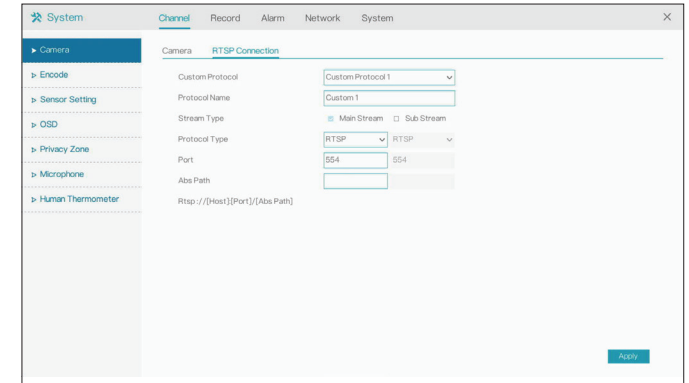 System
Channel Record Alarm Network System
Camera
Encode
Sensor Setting
OSD
Privacy Zone
Microphone
Human Thermometer
Camera RTSP Connection
Custom Protocol Custom Protocol 1
Protocol Name Custom 1
Stream Type Main Stream Sub Stream
Protocol Type RTSP RTSP
Port 554 554
Abs Path
Rtsp://[Host]:[Port]/[Abs Path]
Apply